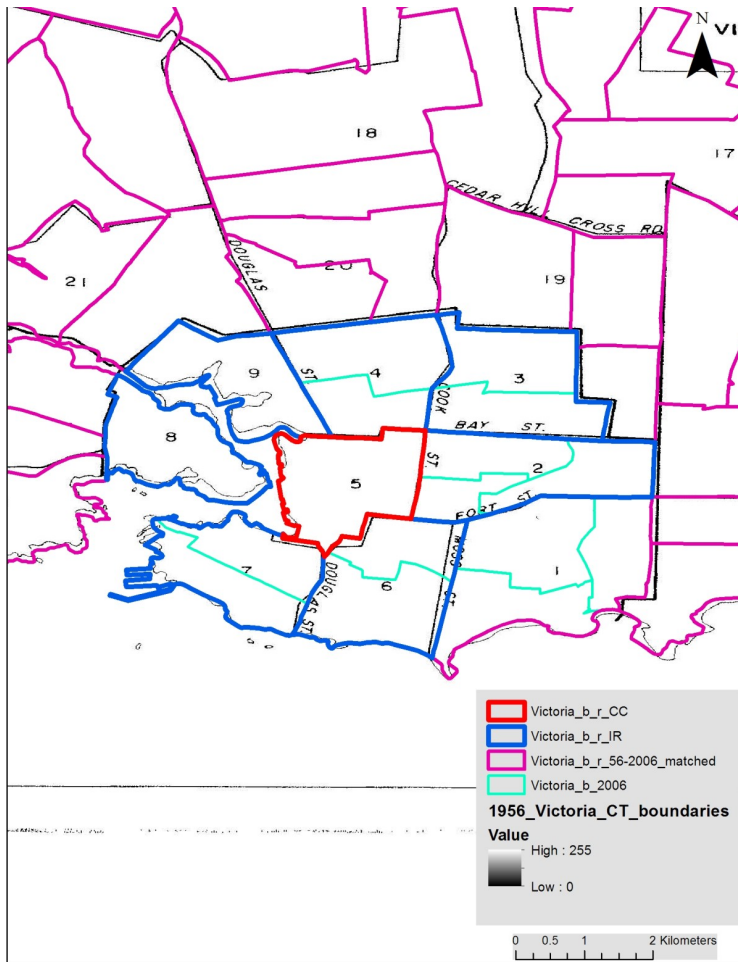 N
VI
18
17
CEDAR HILL CROSS RD.
DOUGLAS
20
21
19
ST.
9
4
3
COOK
BAY ST.
8
ST.
2
5
FORT ST.
MOSS ST.
7
DOUGLAS ST.
6
1
Victoria_b_r_CC
Victoria_b_r_IR
Victoria_b_r_56-2006_matched
Victoria_b_2006
1956_Victoria_CT_boundaries
Value
High : 255
Low : 0
0 0.5 1 2 Kilometers